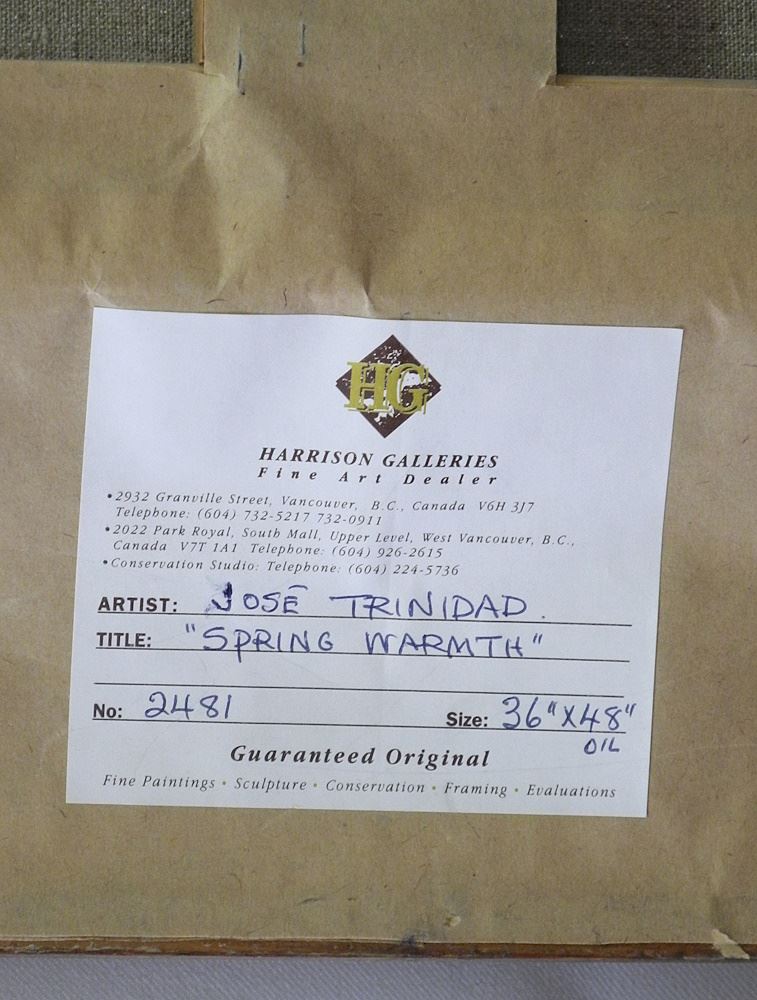 HG
HARRISON GALLERIES
Fine Art Dealer
• 2932 Granville Street, Vancouver, B.C., Canada V6H 3J7
Telephone: (604) 732-5217 732-0911
• 2022 Park Royal, South Mall, Upper Level, West Vancouver, B.C.,
Canada V7T 1A1 Telephone: (604) 926-2615
• Conservation Studio: Telephone: (604) 224-5736
ARTIST: JOSÉ TRINIDAD.
TITLE: "SPRING WARMTH"
No: 2481 Size: 36" X 48"
OIL
Guaranteed Original
Fine Paintings • Sculpture • Conservation • Framing • Evaluations